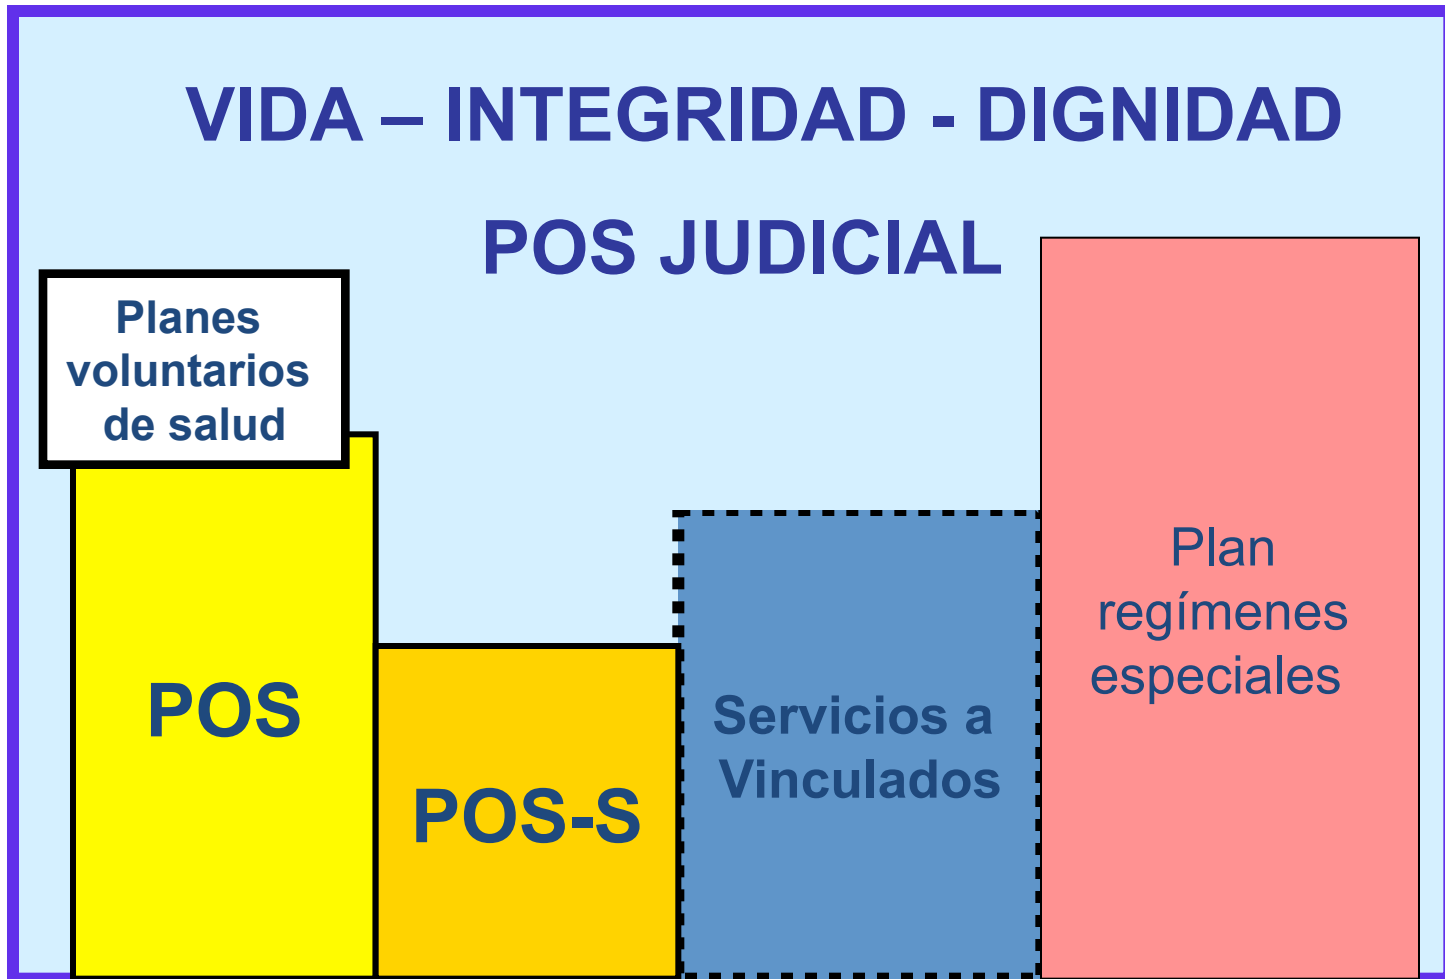 VIDA – INTEGRIDAD - DIGNIDAD
POS JUDICIAL
Planes
voluntarios
de salud
POS
POS-S
Servicios a
Vinculados
Plan
regímenes
especiales